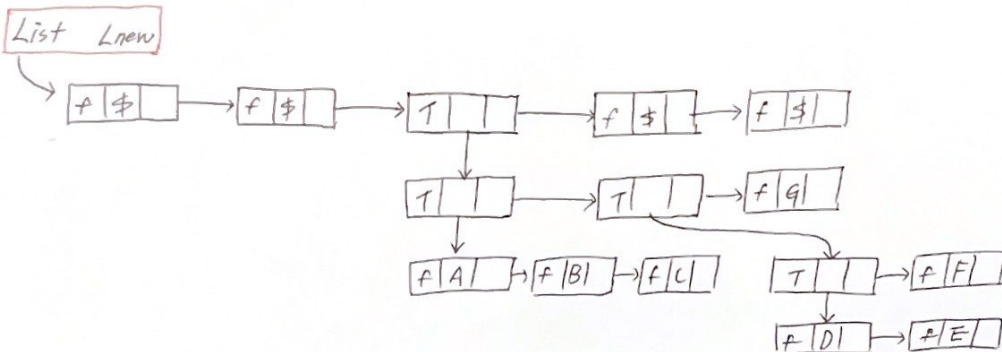 List Lnew
f $ f $ T f $ f $
T T f G
f A f B f C T f F
f D f E